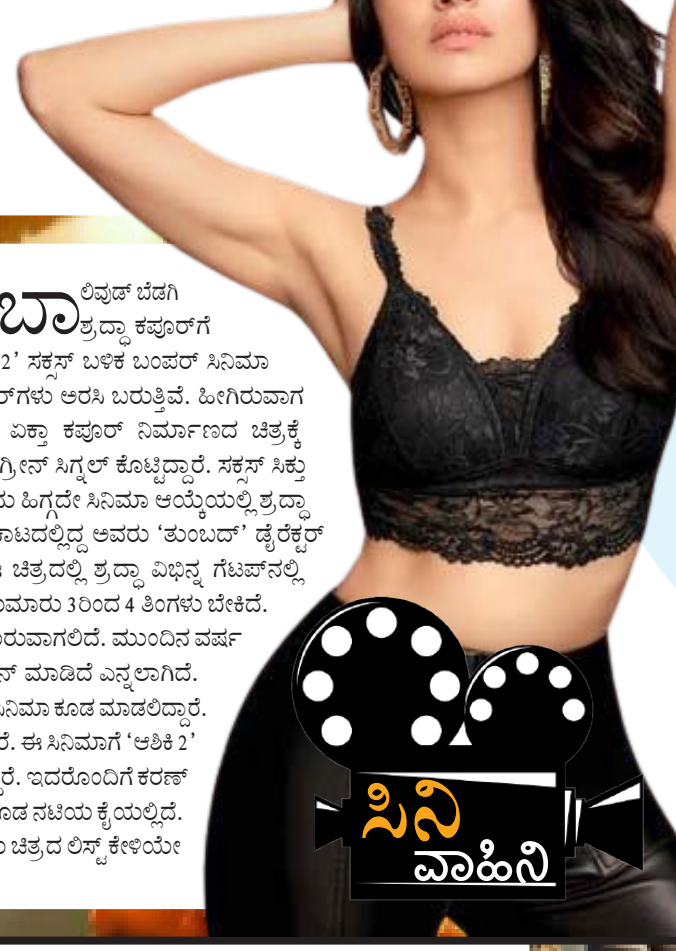 ಬಾಲಿವುಡ್ ಬೆಡಗಿ
ಶ್ರದ್ಧಾ ಕಪೂರ್‌ಗೆ
2’ ಸಕ್ಸಸ್ ಬಳಿಕ ಬಂಪರ್ ಸಿನಿಮಾ
ರ್‌ಗಳು ಅರಸಿ ಬರುತ್ತಿವೆ. ಹೀಗಿರುವಾಗ
ಏಕ್ತಾ ಕಪೂರ್ ನಿರ್ಮಾಣದ ಚಿತ್ರಕ್ಕೆ
ಗ್ರೀನ್ ಸಿಗ್ನಲ್ ಕೊಟ್ಟಿದ್ದಾರೆ. ಸಕ್ಸಸ್ ಸಿಕ್ತು
ಹಿಗ್ಗದೇ ಸಿನಿಮಾ ಆಯ್ಕೆಯಲ್ಲಿ ಶ್ರದ್ಧಾ
ಕಾಟದಲ್ಲಿದ್ದ ಅವರು ‘ತುಂಬದ್’ ಡೈರೆಕ್ಟರ್
ಚಿತ್ರದಲ್ಲಿ ಶ್ರದ್ಧಾ ವಿಭಿನ್ನ ಗೆಟಪ್‌ನಲ್ಲಿ
ುಮಾರು 3ರಿಂದ 4 ತಿಂಗಳು ಬೇಕಿದೆ.
ರುವಾಗಲಿದೆ. ಮುಂದಿನ ವರ್ಷ
ನ್ ಮಾಡಿದೆ ಎನ್ನಲಾಗಿದೆ.
ಸಿನಿಮಾ ಕೂಡ ಮಾಡಲಿದ್ದಾರೆ.
ರೆ. ಈ ಸಿನಿಮಾಗೆ ‘ಆಶಿಕಿ 2’
ರೆ. ಇದರೊಂದಿಗೆ ಕರಣ್
ೂಡ ನಟಿಯ ಕೈಯಲ್ಲಿದೆ.
ಚಿತ್ರದ ಲಿಸ್ಟ್ ಕೇಳಿಯೇ
ಸಿನಿ
ವಾಹಿನಿ